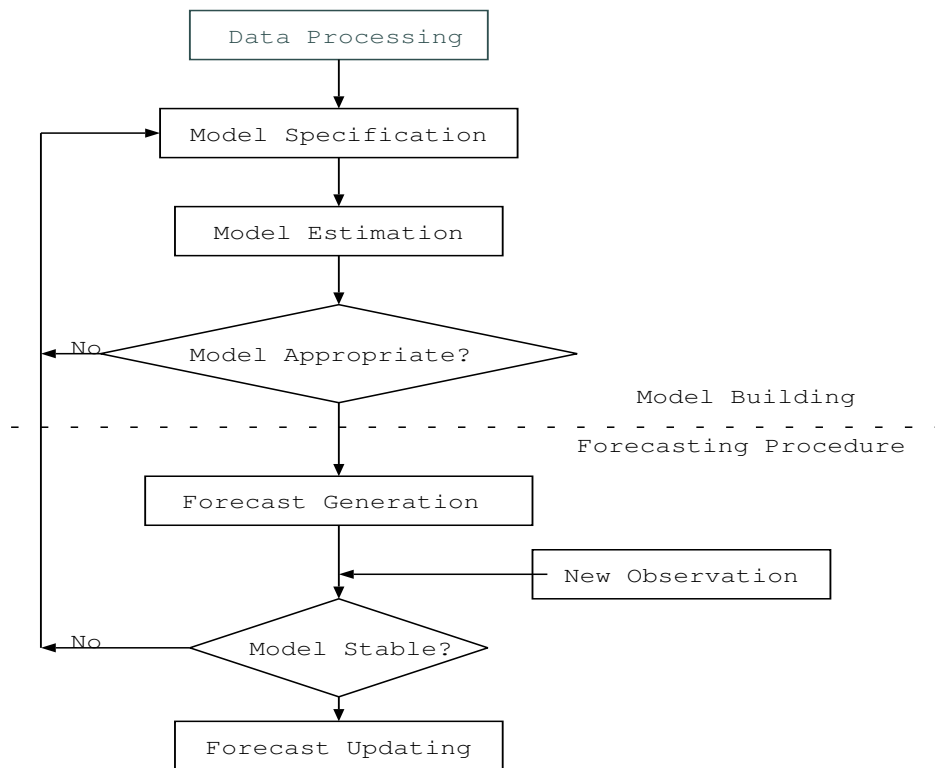 Data Processing
Model Specification
Model Estimation
No
Model Appropriate?
Model Building
Forecasting Procedure
Forecast Generation
New Observation
No
Model Stable?
Forecast Updating